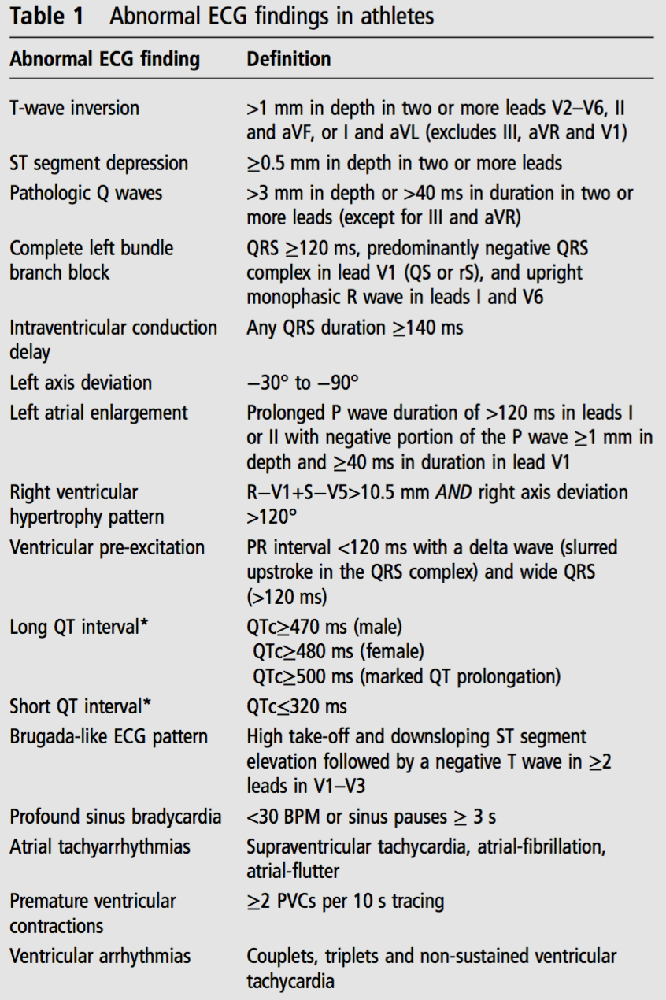 Table 1 Abnormal ECG findings in athletes
Abnormal ECG finding Definition
T-wave inversion >1 mm in depth in two or more leads V2–V6, II
and aVF, or I and aVL (excludes III, aVR and V1)
ST segment depression ≥0.5 mm in depth in two or more leads
Pathologic Q waves >3 mm in depth or >40 ms in duration in two or
more leads (except for III and aVR)
Complete left bundle QRS ≥120 ms, predominantly negative QRS
branch block complex in lead V1 (QS or rS), and upright
monophasic R wave in leads I and V6
Intraventricular conduction Any QRS duration ≥140 ms
delay
Left axis deviation −30° to −90°
Left atrial enlargement Prolonged P wave duration of >120 ms in leads I
or II with negative portion of the P wave ≥1 mm in
depth and ≥40 ms in duration in lead V1
Right ventricular R−V1+S−V5>10.5 mm AND right axis deviation
hypertrophy pattern >120°
Ventricular pre-excitation PR interval <120 ms with a delta wave (slurred
upstroke in the QRS complex) and wide QRS
(>120 ms)
Long QT interval* QTc≥470 ms (male)
QTc≥480 ms (female)
QTc≥500 ms (marked QT prolongation)
Short QT interval* QTc≤320 ms
Brugada-like ECG pattern High take-off and downsloping ST segment
elevation followed by a negative T wave in ≥2
leads in V1–V3
Profound sinus bradycardia <30 BPM or sinus pauses ≥ 3 s
Atrial tachyarrhythmias Supraventricular tachycardia, atrial-fibrillation,
atrial-flutter
Premature ventricular ≥2 PVCs per 10 s tracing
contractions
Ventricular arrhythmias Couplets, triplets and non-sustained ventricular
tachycardia